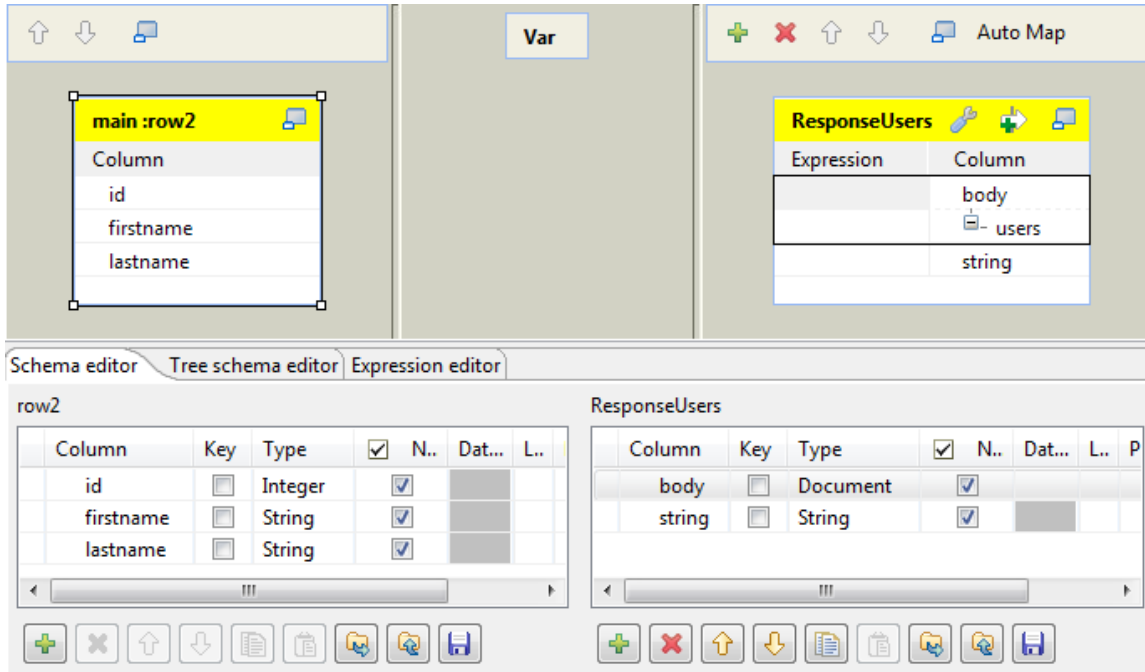 Var
Auto Map
main :row2
Column
id
firstname
lastname
ResponseUsers
Expression Column
body
users
string
Schema editor Tree schema editor Expression editor
row2
Column Key Type N.. Dat... L..
id Integer
firstname String
lastname String
ResponseUsers
Column Key Type N.. Dat... L.. P
body Document
string String